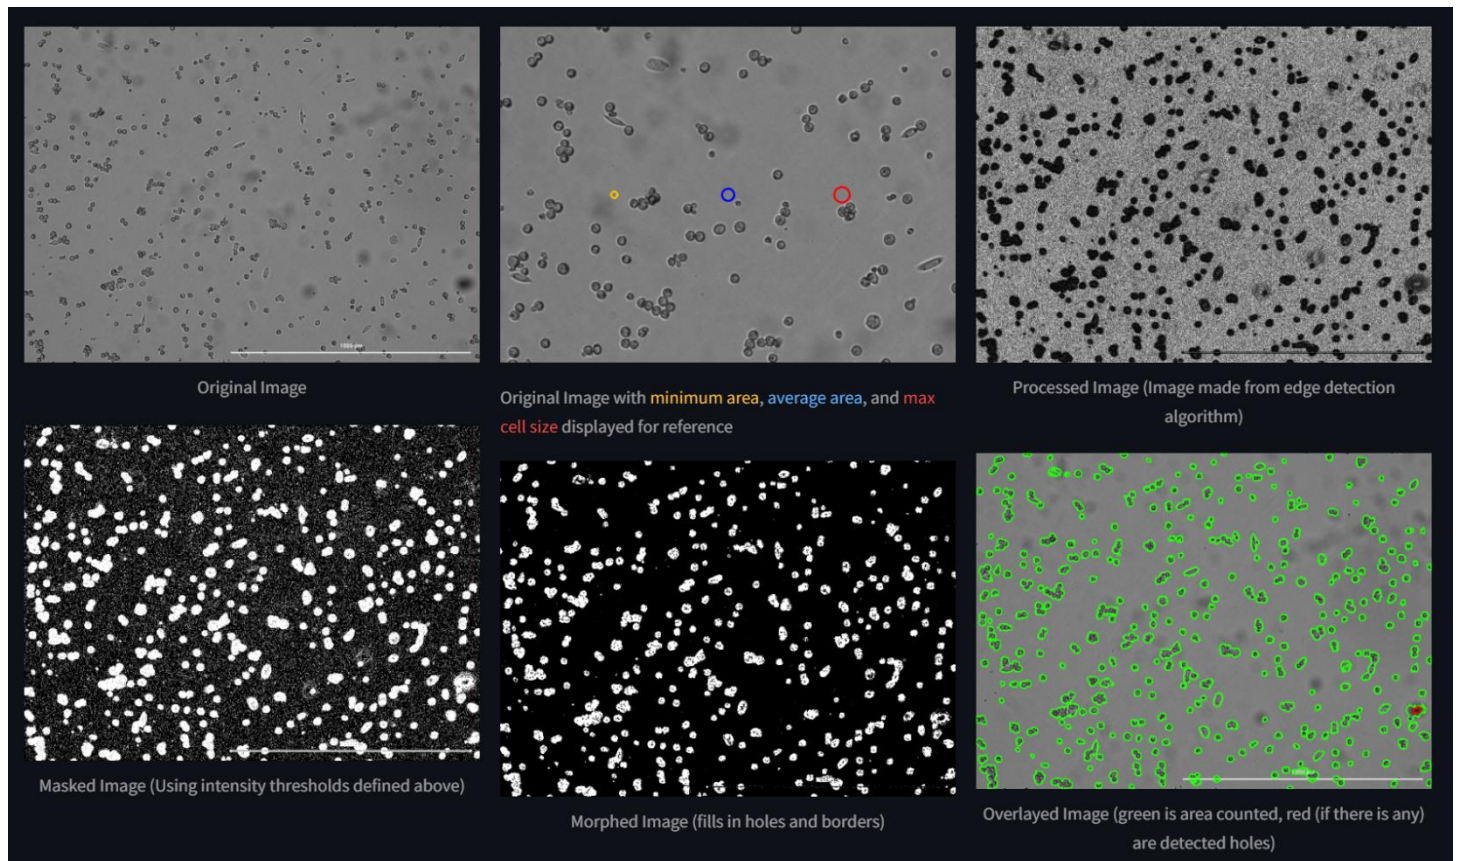 Original Image
Original Image with minimum area, average area, and max
cell size displayed for reference
Processed Image (Image made from edge detection
algorithm)
Masked Image (Using intensity thresholds defined above)
Morphed Image (fills in holes and borders)
Overlayed Image (green is area counted, red (if there is any)
are detected holes)